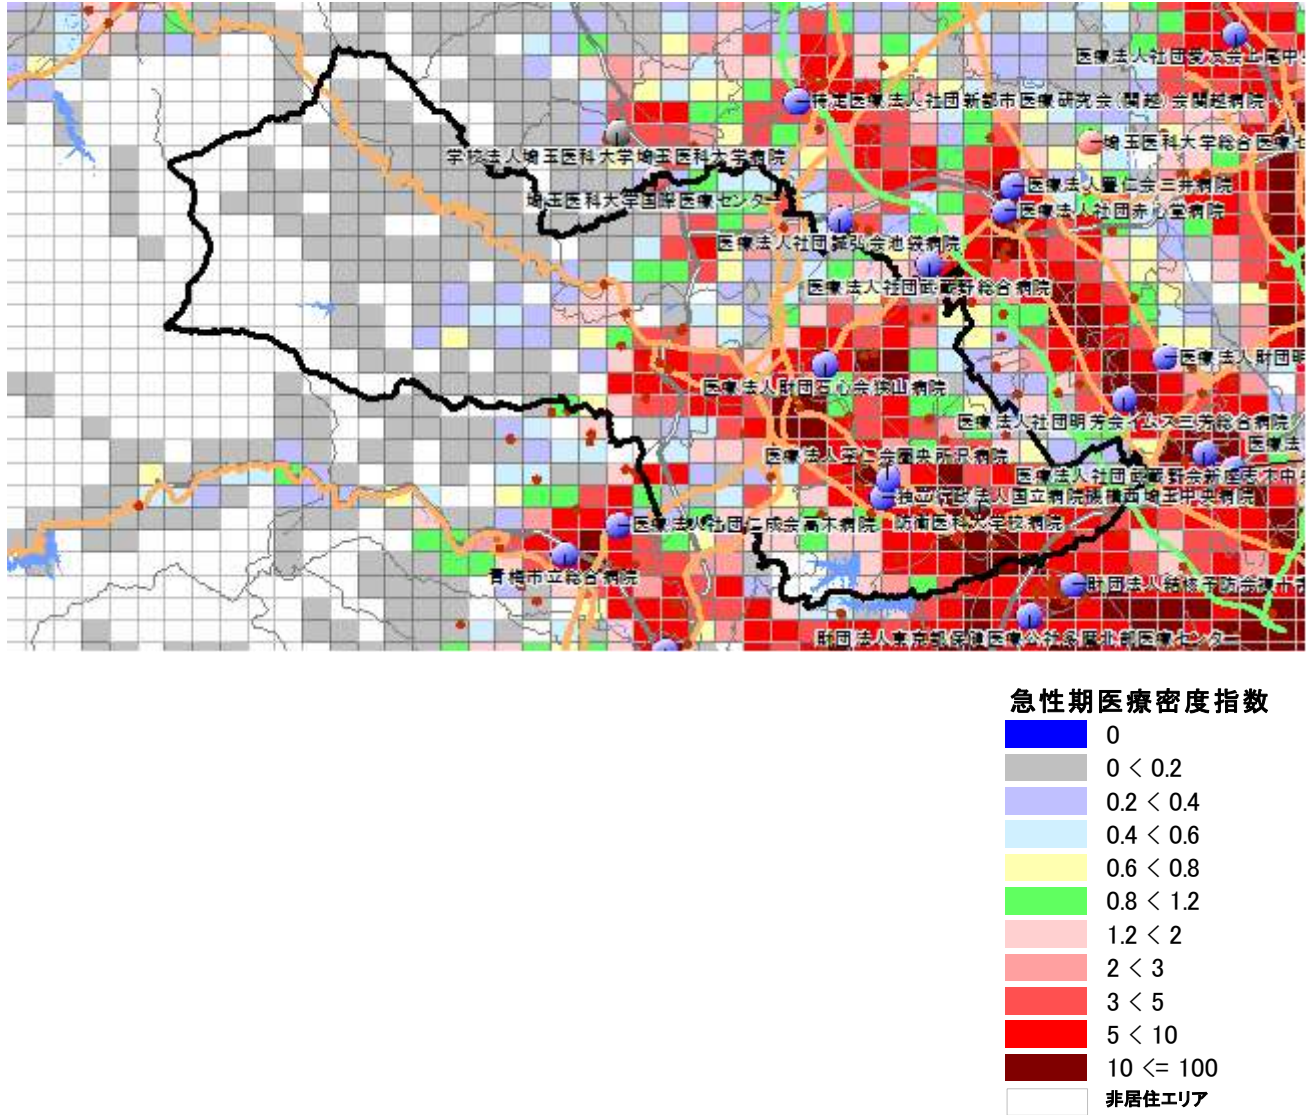 医療法人社団愛友会上尾中
特定医療法人社団新都市医療研究会(関越)会関越病院
埼玉医科大学総合医療セ
学校法人埼玉医科大学埼玉医科大学病院
医療法人豊仁会三井病院
埼玉医科大学国際医療センター
医療法人社団赤心堂病院
医療法人社団誠弘会池袋病院
医療法人社団武蔵野総合病院
医療法人財団明
医療法人財団石心会狭山病院
医療法人社団明芳会イムス三芳総合病院
医療法
医療法人圭仁会圏央所沢病院
医療法人社団武蔵野会新座志木中央
独立行政法人国立病院機構西埼玉中央病院
医療法人社団仁成会高木病院
防衛医科大学校病院
青梅市立総合病院
財団法人結核予防会複十字
財団法人東京都保健医療公社多摩北部医療センター
急性期医療密度指数
0
0 < 0.2
0.2 < 0.4
0.4 < 0.6
0.6 < 0.8
0.8 < 1.2
1.2 < 2
2 < 3
3 < 5
5 < 10
10 <= 100
非居住エリア